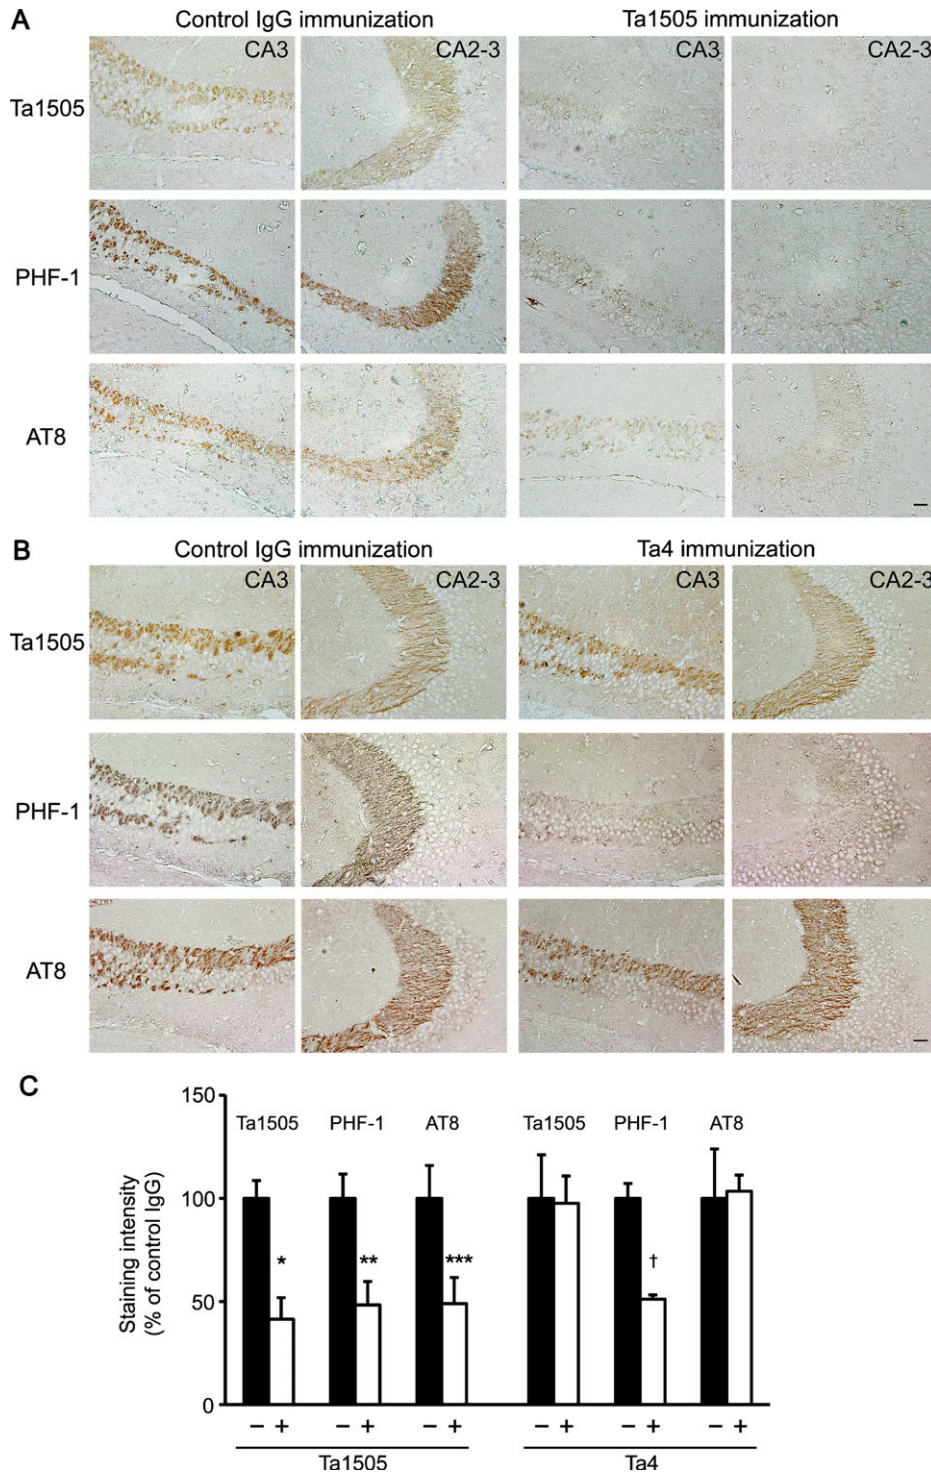 A
Control IgG immunization Ta1505 immunization
CA3 CA2-3 CA3 CA2-3
Ta1505
PHF-1
AT8
B
Control IgG immunization Ta4 immunization
CA3 CA2-3 CA3 CA2-3
Ta1505
PHF-1
AT8
C
150
Ta1505 PHF-1 AT8 Ta1505 PHF-1 AT8
100
Staining intensity
(% of control IgG)
* ** *** †
50
0
− + − + − + − + − + − +
Ta1505 Ta4